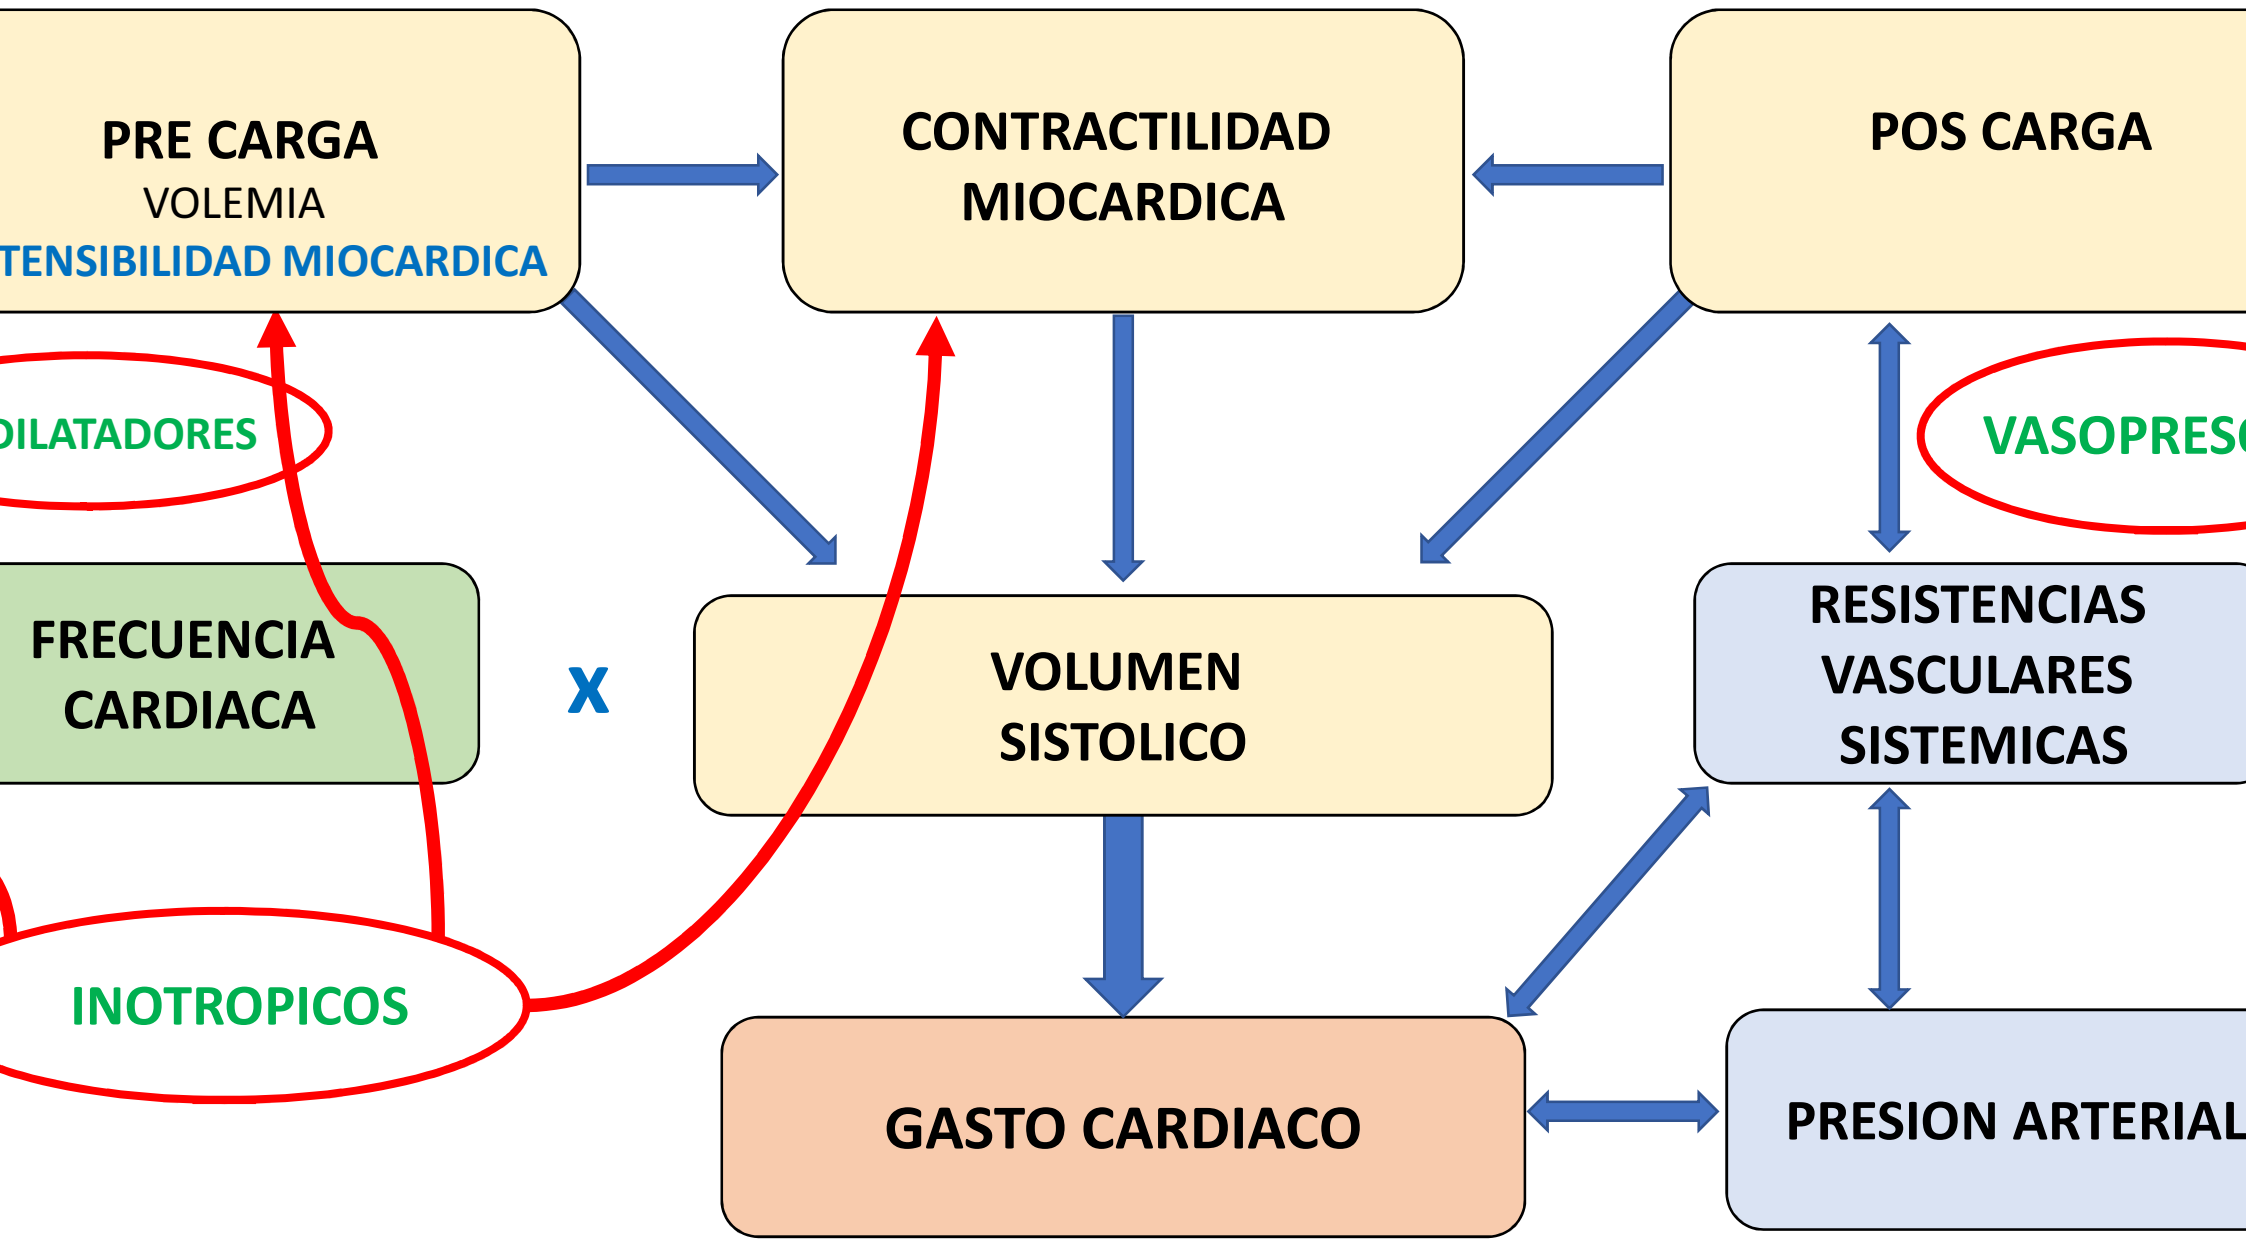 PRE CARGA
VOLEMIA
TENSIBILIDAD MIOCARDICA
CONTRACTILIDAD
MIOCARDICA
POS CARGA
DILATADORES
VASOPRESO
FRECUENCIA
CARDIACA
X
VOLUMEN
SISTOLICO
RESISTENCIAS
VASCULARES
SISTEMICAS
INOTROPICOS
GASTO CARDIACO
PRESION ARTERIAL